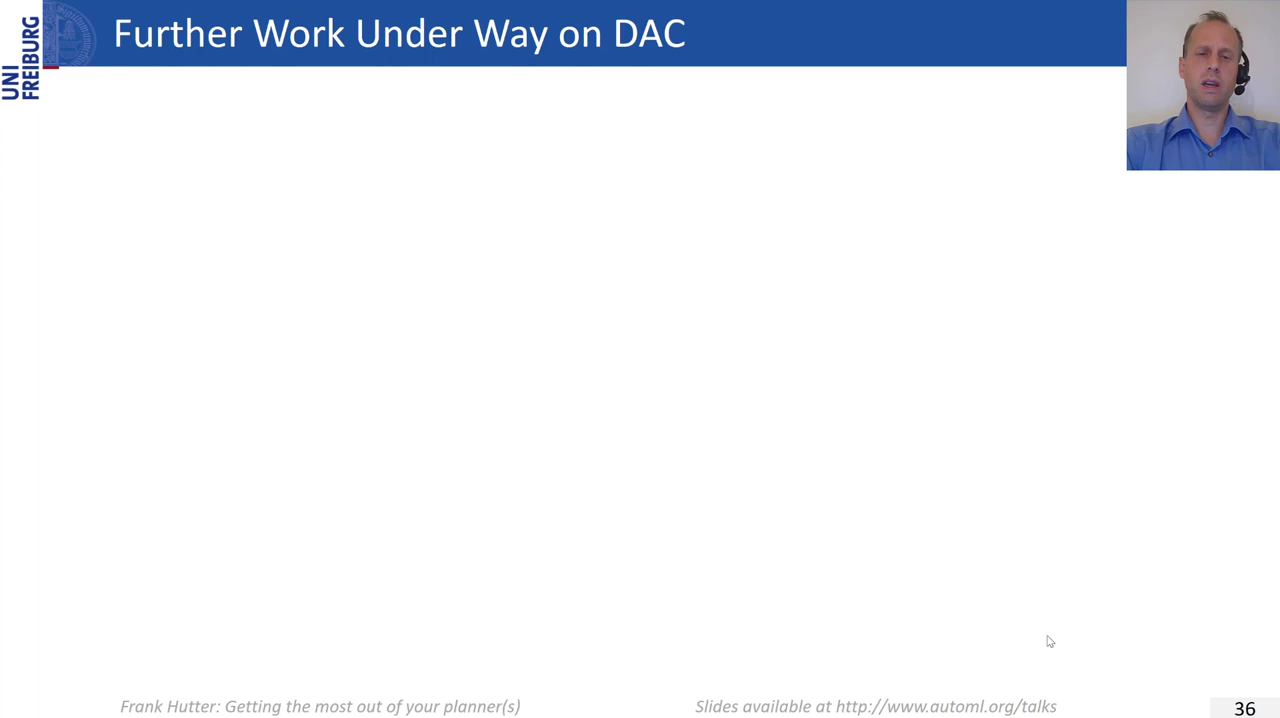 Further Work Under Way on DAC
UNI
FREIBURG
Frank Hutter: Getting the most out of your planner(s)
Slides available at http://www.automl.org/talks
36